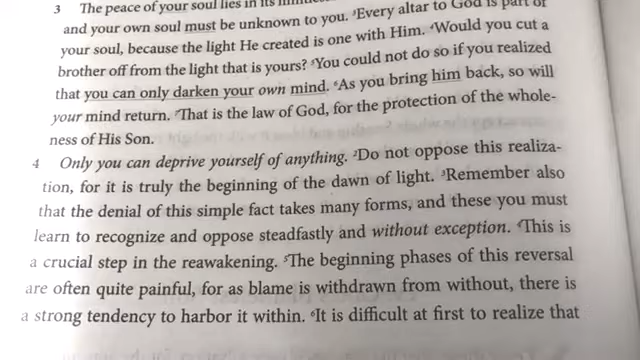 3 The peace of your soul lies in its
and your own soul must be unknown to you. ³Every altar to God is part of
your soul, because the light He created is one with Him. ⁴Would you cut a
brother off from the light that is yours? ⁵You could not do so if you realized
that you can only darken your own mind. ⁶As you bring him back, so will
your mind return. ⁷That is the law of God, for the protection of the whole-
ness of His Son.
4 Only you can deprive yourself of anything. ²Do not oppose this realiza-
tion, for it is truly the beginning of the dawn of light. ³Remember also
that the denial of this simple fact takes many forms, and these you must
learn to recognize and oppose steadfastly and without exception. ⁴This is
a crucial step in the reawakening. ⁵The beginning phases of this reversal
are often quite painful, for as blame is withdrawn from without, there is
a strong tendency to harbor it within. ⁶It is difficult at first to realize that